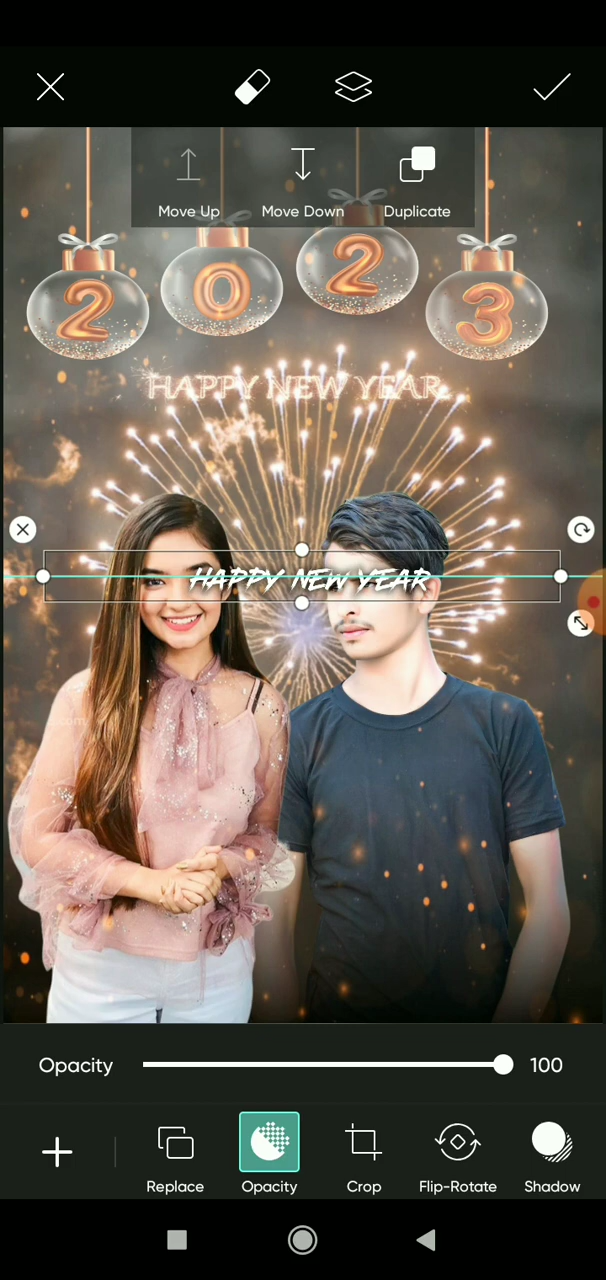 Move Up Move Down Duplicate
2 0 2 3
HAPPY NEW YEAR
HAPPY NEW YEAR
Opacity 100
Replace Opacity Crop Flip-Rotate Shadow